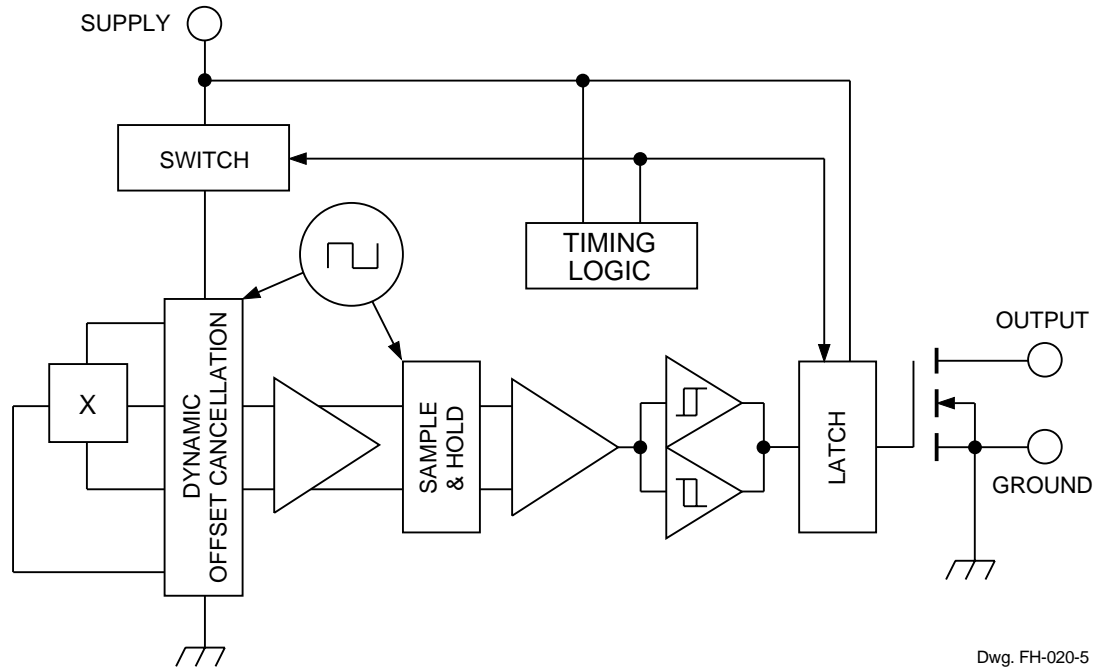 SUPPLY
SWITCH
TIMING
LOGIC
OUTPUT
X
DYNAMIC
OFFSET CANCELLATION
SAMPLE
& HOLD
LATCH
GROUND
Dwg. FH-020-5